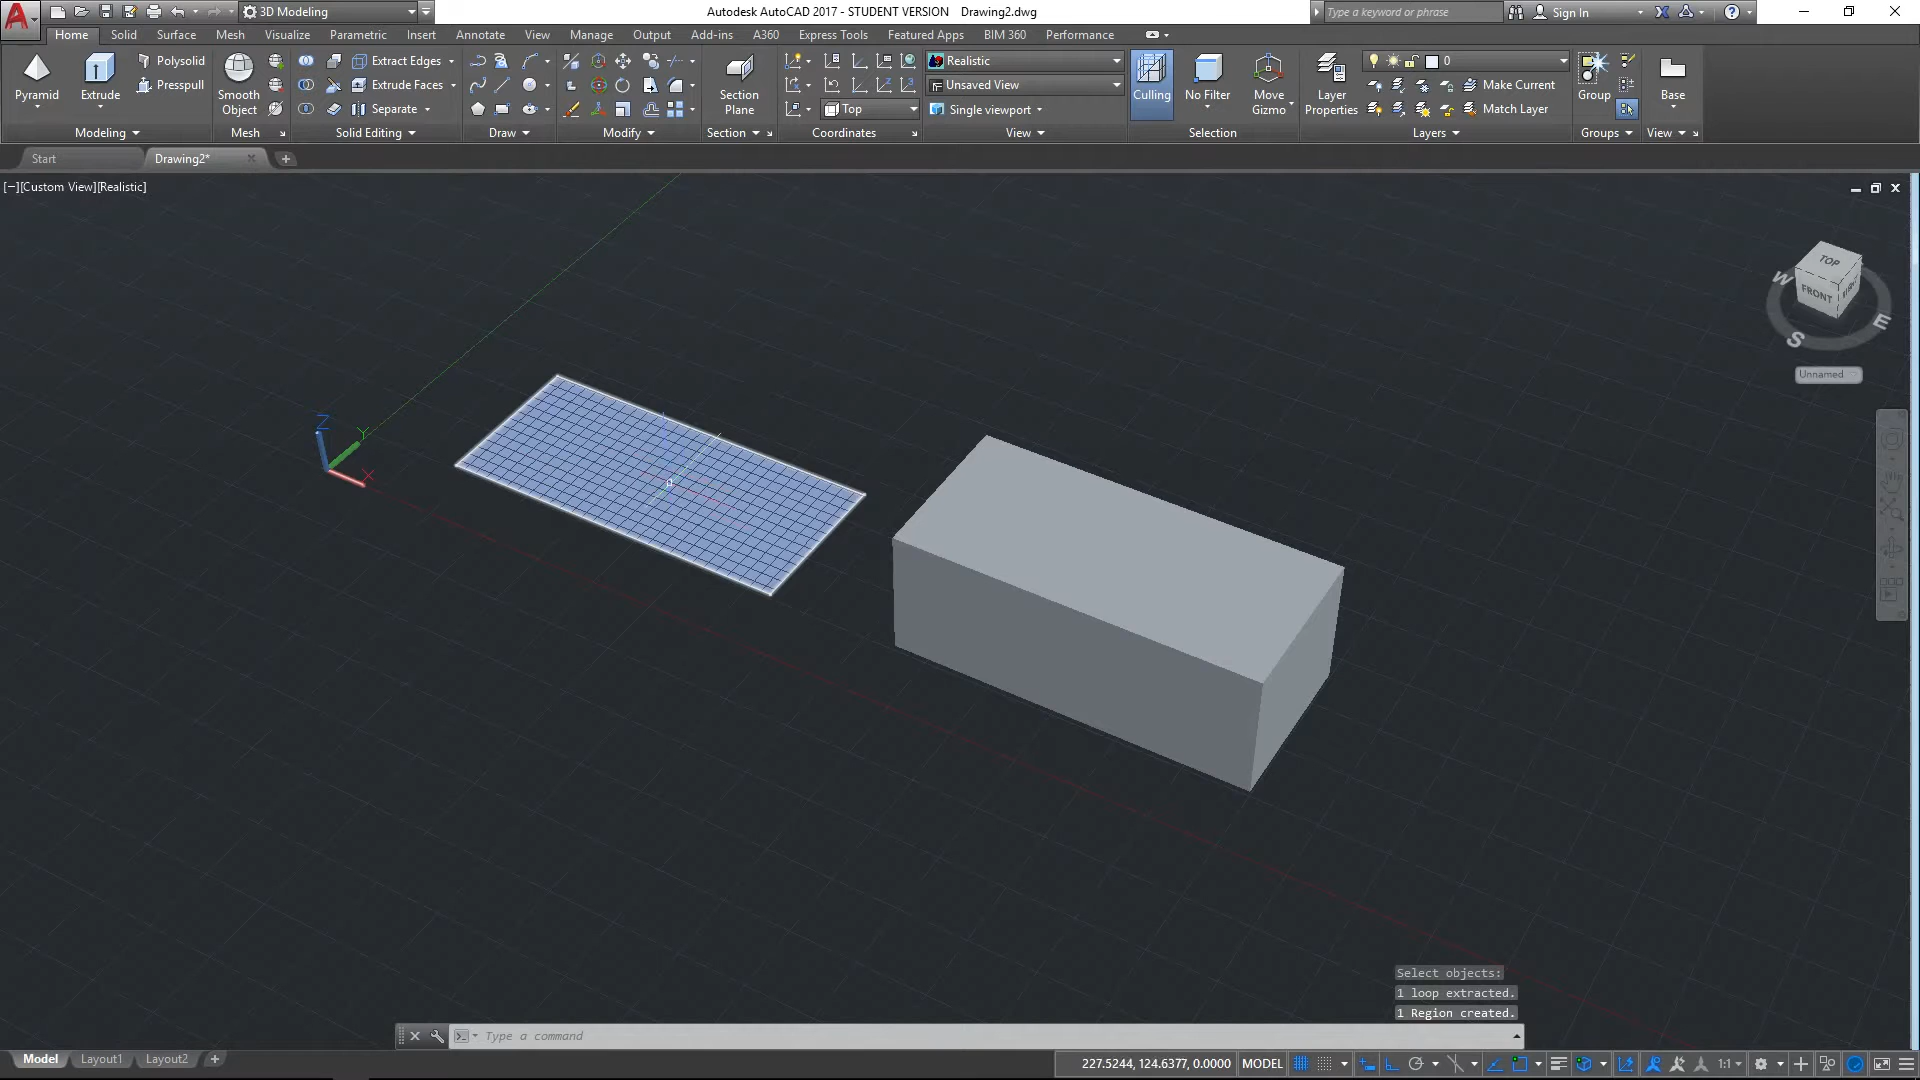 3D Modeling
Autodesk AutoCAD 2017 - STUDENT VERSION Drawing2.dwg
Type a keyword or phrase
Sign In
Home Solid Surface Mesh Visualize Parametric Insert Annotate View Manage Output Add-ins A360 Express Tools Featured Apps BIM 360 Performance
Pyramid
Extrude
Polysolid
Presspull
Modeling
Smooth
Object
Mesh
Extract Edges
Extrude Faces
Separate
Solid Editing
Draw
Modify
Section
Plane
Section
Top
Coordinates
Realistic
Unsaved View
Single viewport
View
Culling
No Filter
Move
Gizmo
Selection
Layer
Properties
0
Make Current
Match Layer
Layers
Group
Groups
Base
View
Start
Drawing2*
[−][Custom View][Realistic]
TOP
FRONT
W
S
E
Unnamed
Z
Y
X
Select objects:
1 loop extracted.
1 Region created.
Type a command
Model Layout1 Layout2
227.5244, 124.6377, 0.0000 MODEL
1:1